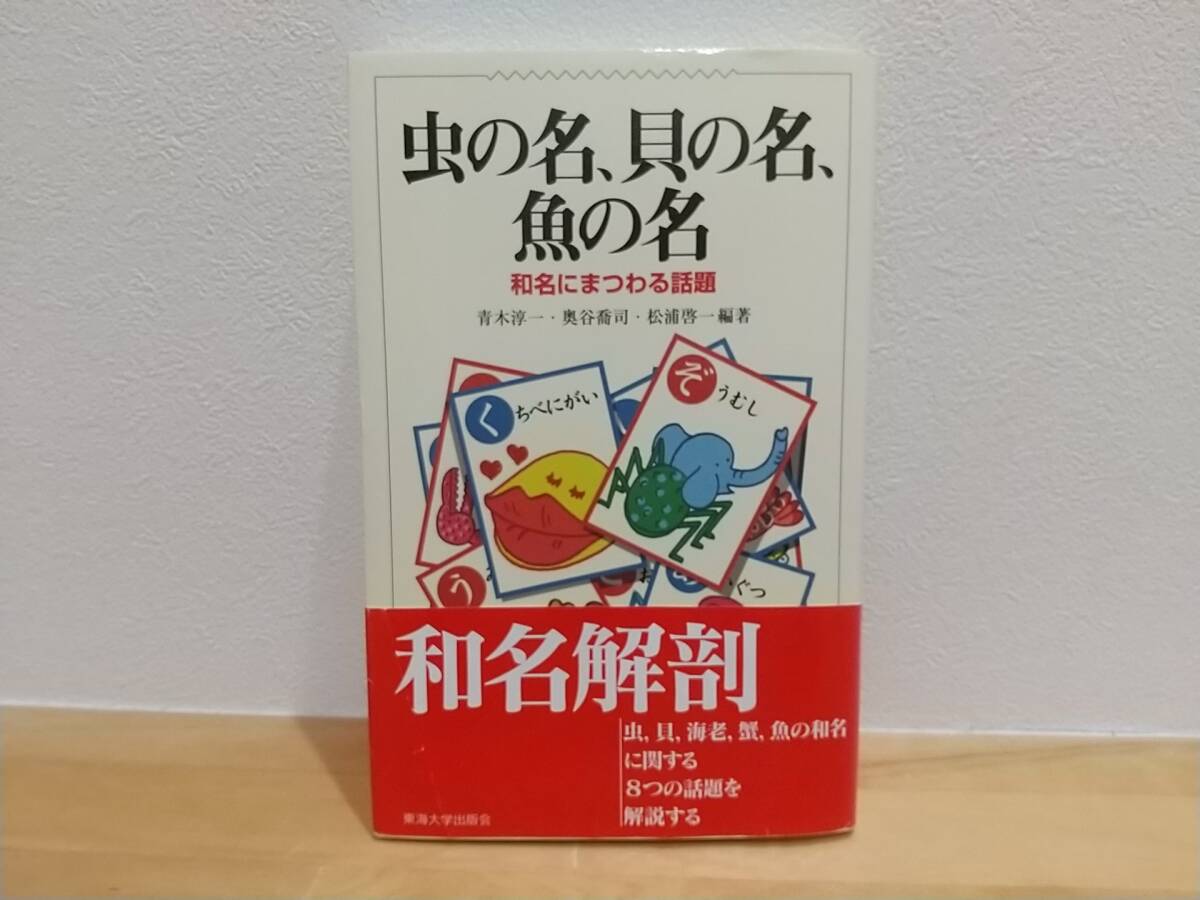 虫の名、貝の名、
魚の名
和名にまつわる話題
青木淳一・奥谷喬司・松浦啓一編著
くちべにがい
ぞうむし
う
ぐつ
和名解剖
虫，貝，海老，蟹，魚の和名
に関する
８つの話題を
解説する
東海大学出版会